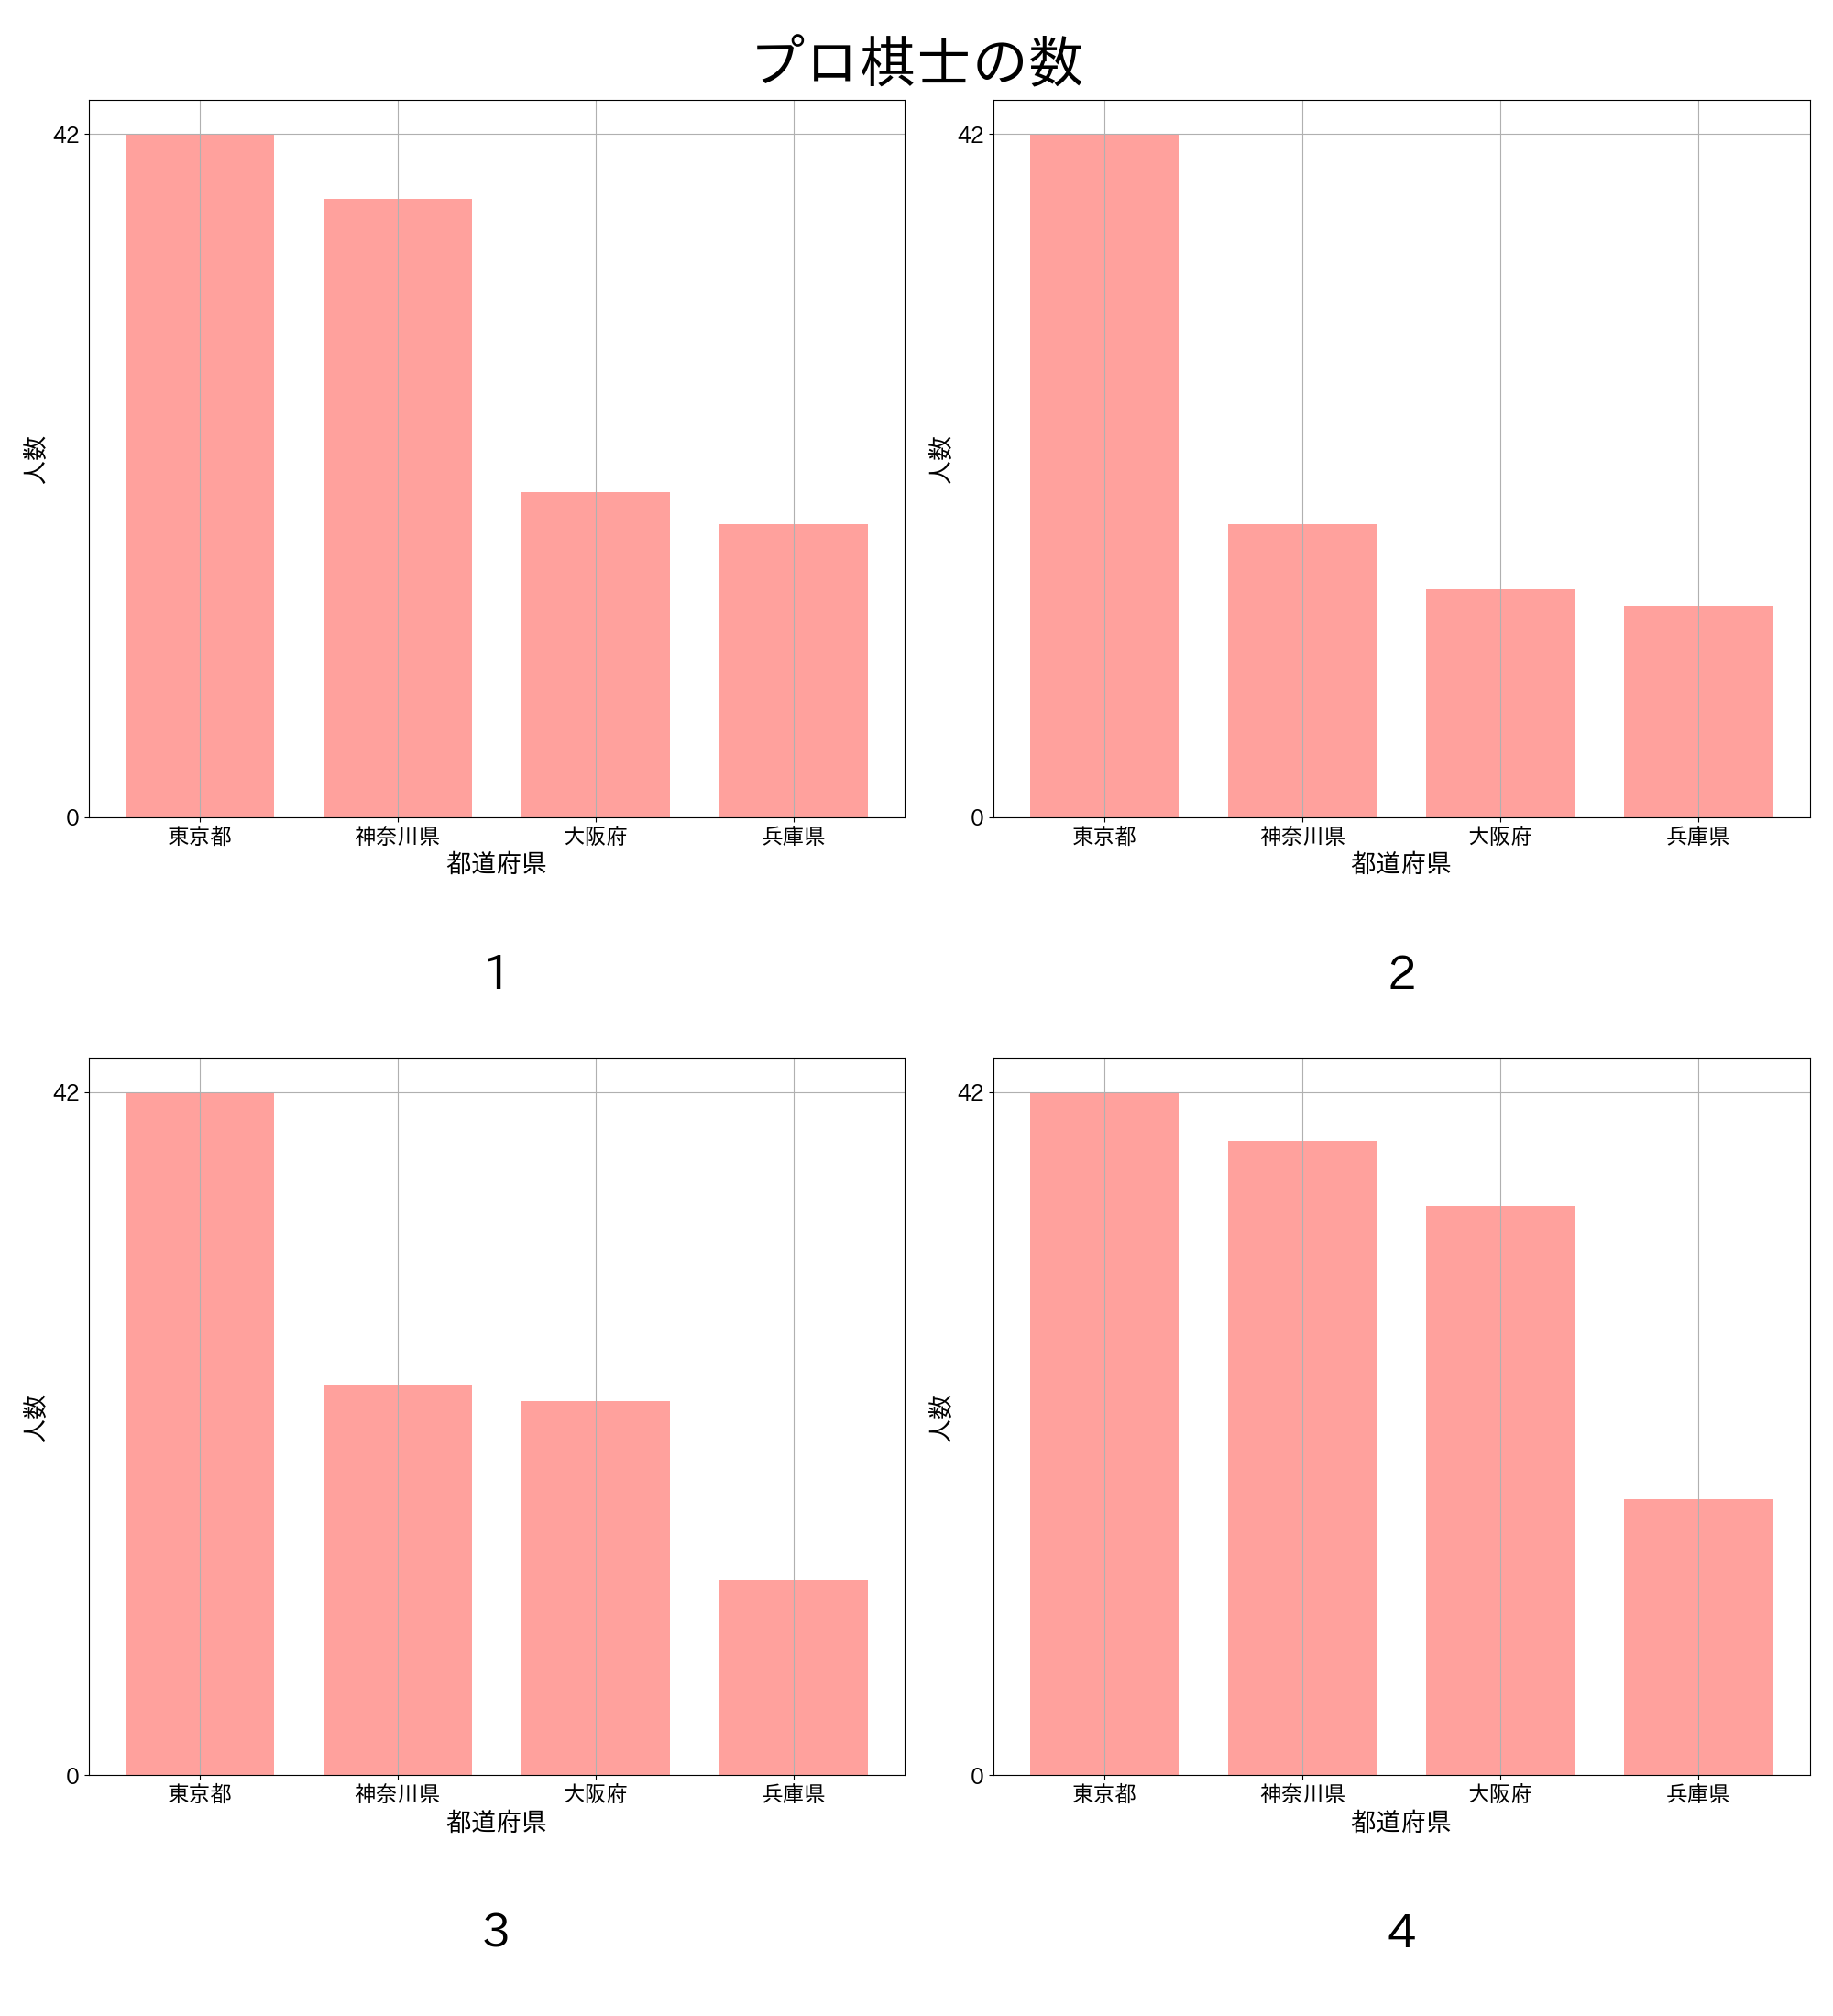 プロ棋士の数
42
0
人数
東京都 神奈川県 大阪府 兵庫県
都道府県
1
42
0
人数
東京都 神奈川県 大阪府 兵庫県
都道府県
2
42
0
人数
東京都 神奈川県 大阪府 兵庫県
都道府県
3
42
0
人数
東京都 神奈川県 大阪府 兵庫県
都道府県
4